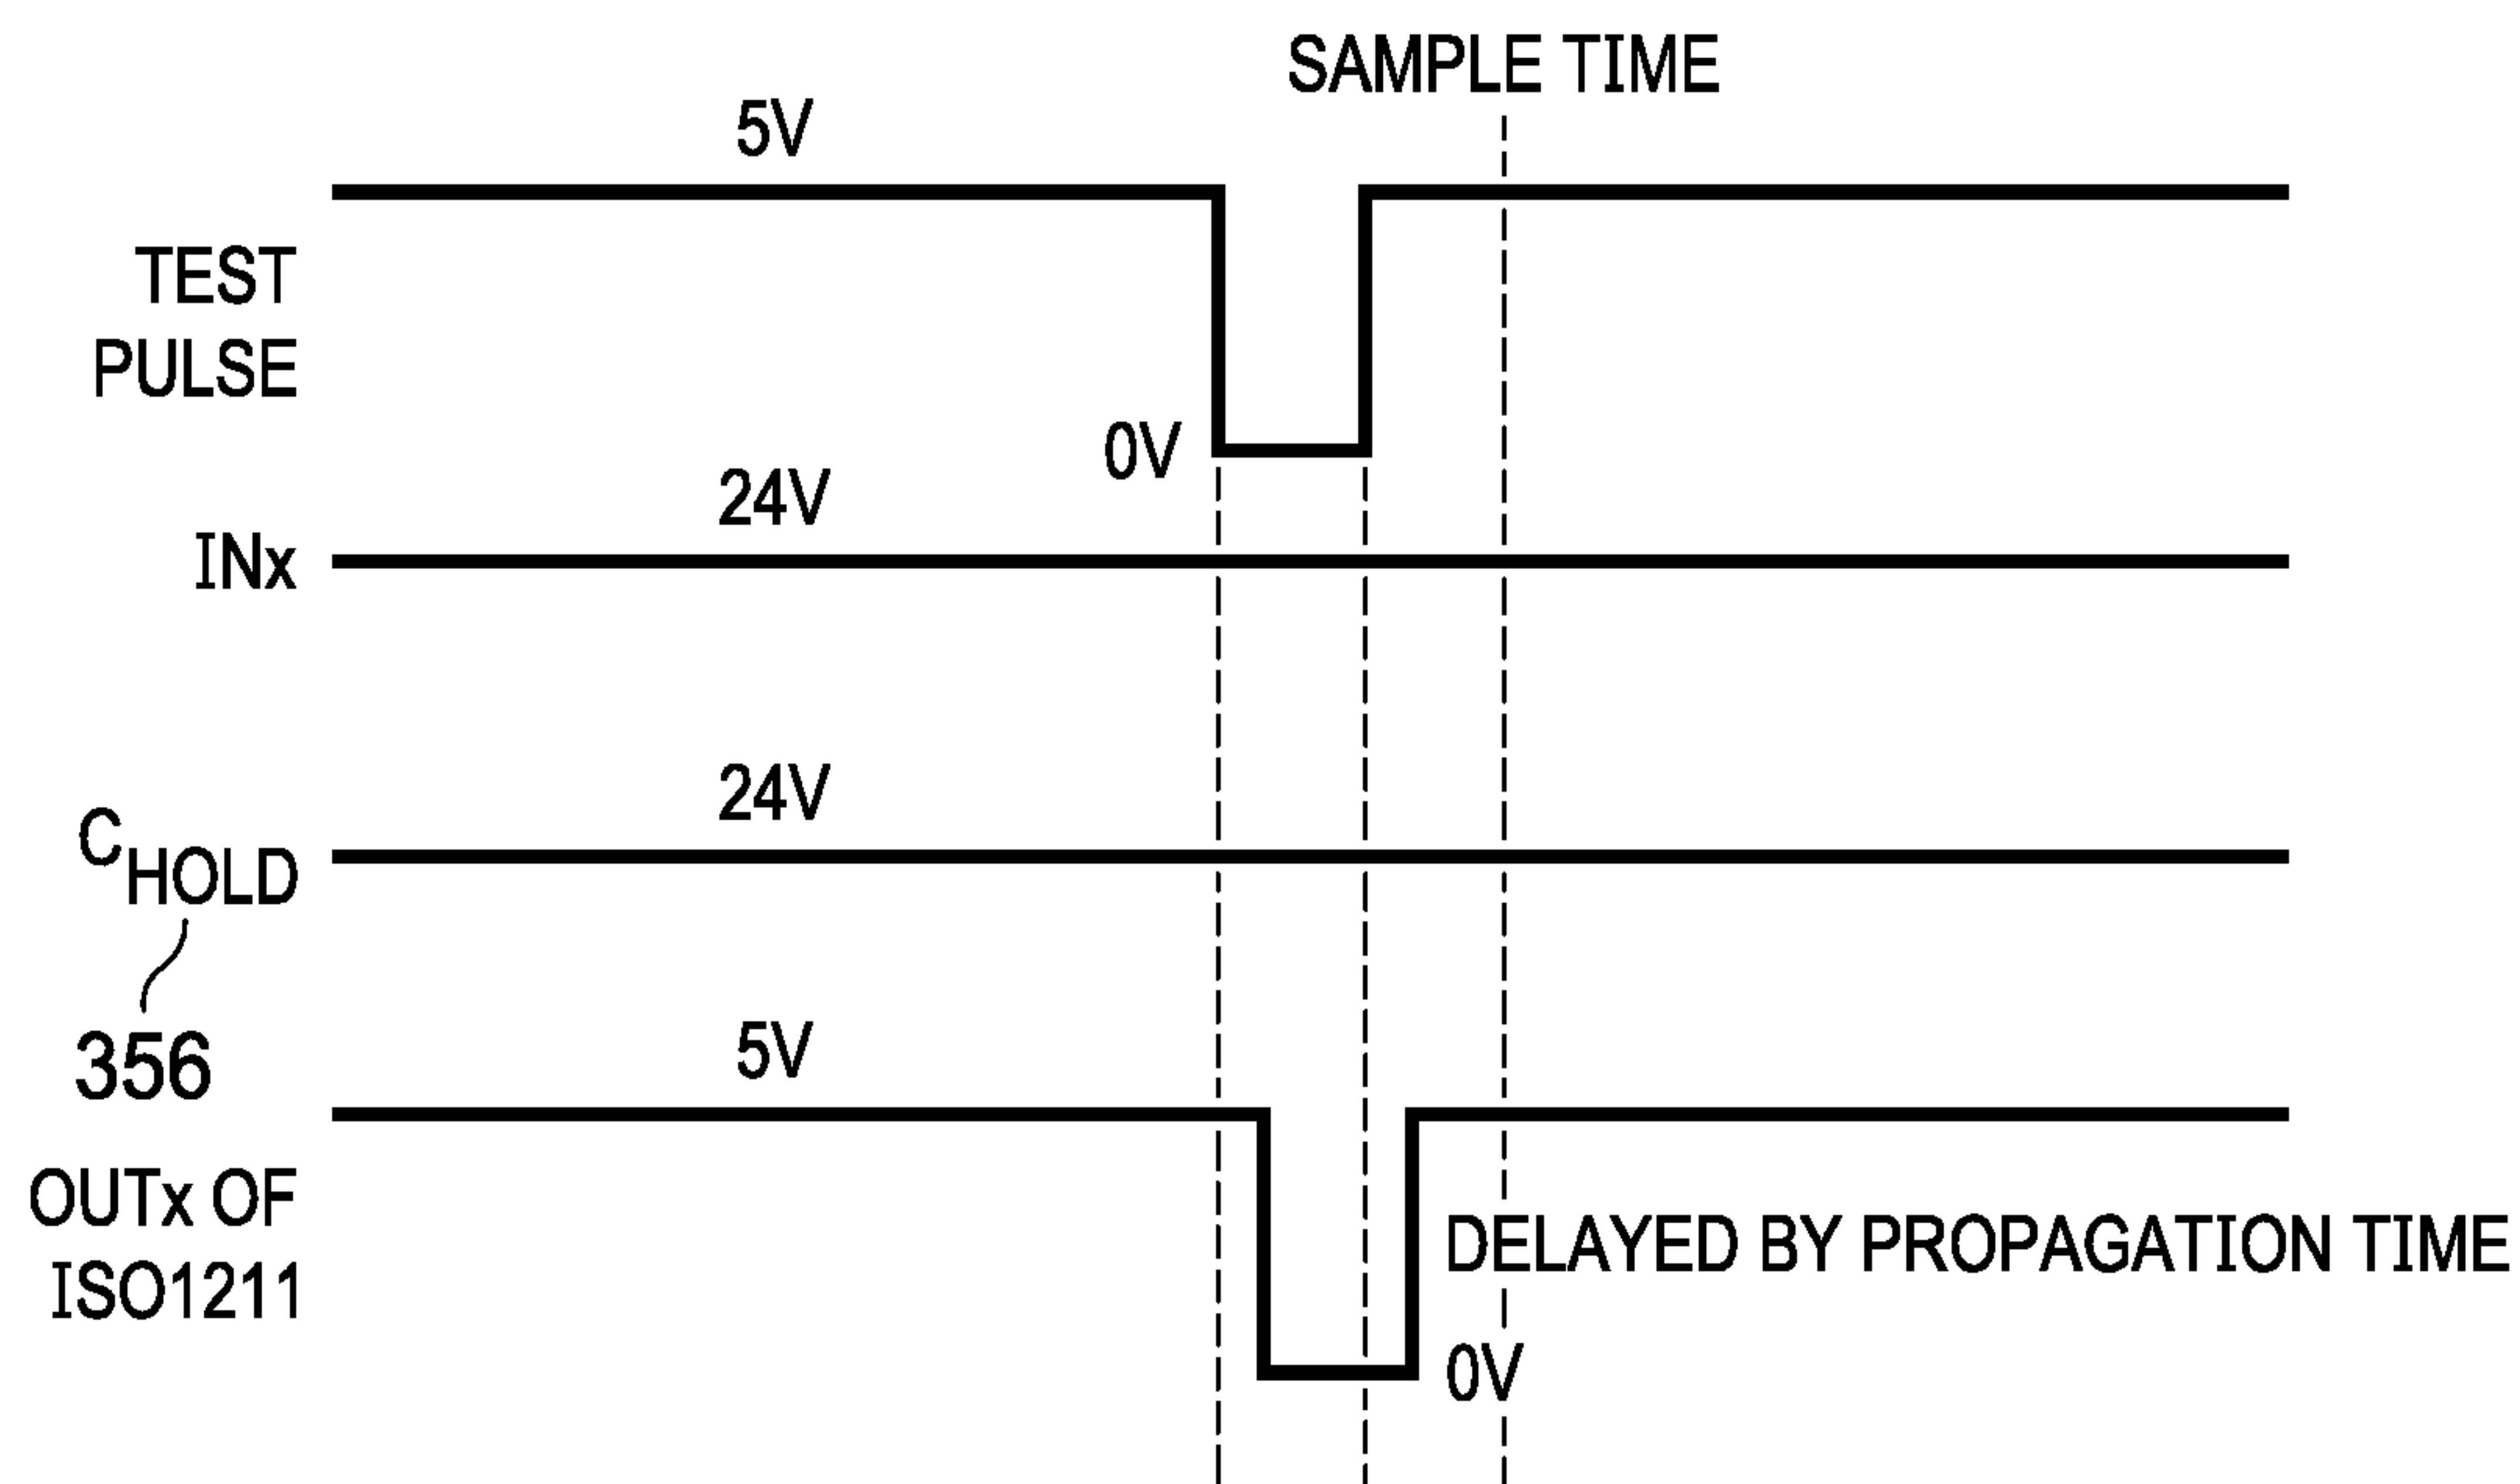 SAMPLE TIME
5V
TEST
PULSE
0V
24V
INx
24V
CHOLD
356
5V
OUTx OF
ISO1211
DELAYED BY PROPAGATION TIME
0V